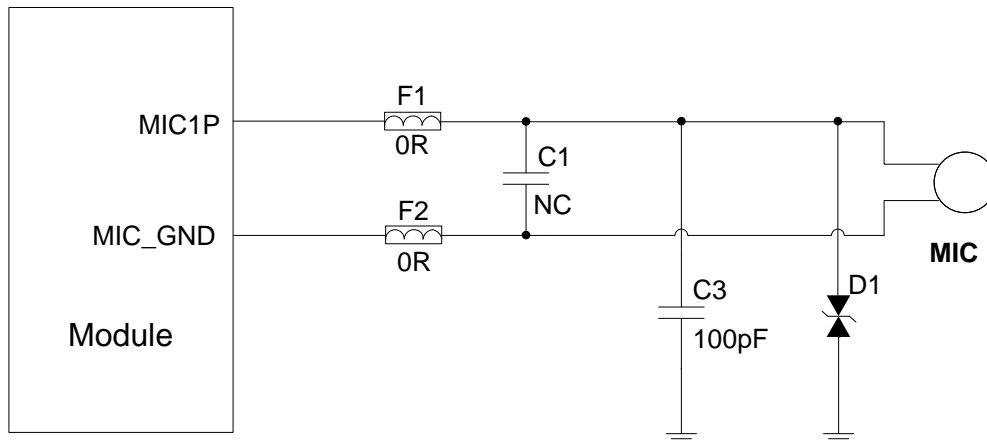 F1
MIC1P
0R
C1
NC
F2
MIC_GND
0R
MIC
C3
D1
100pF
Module